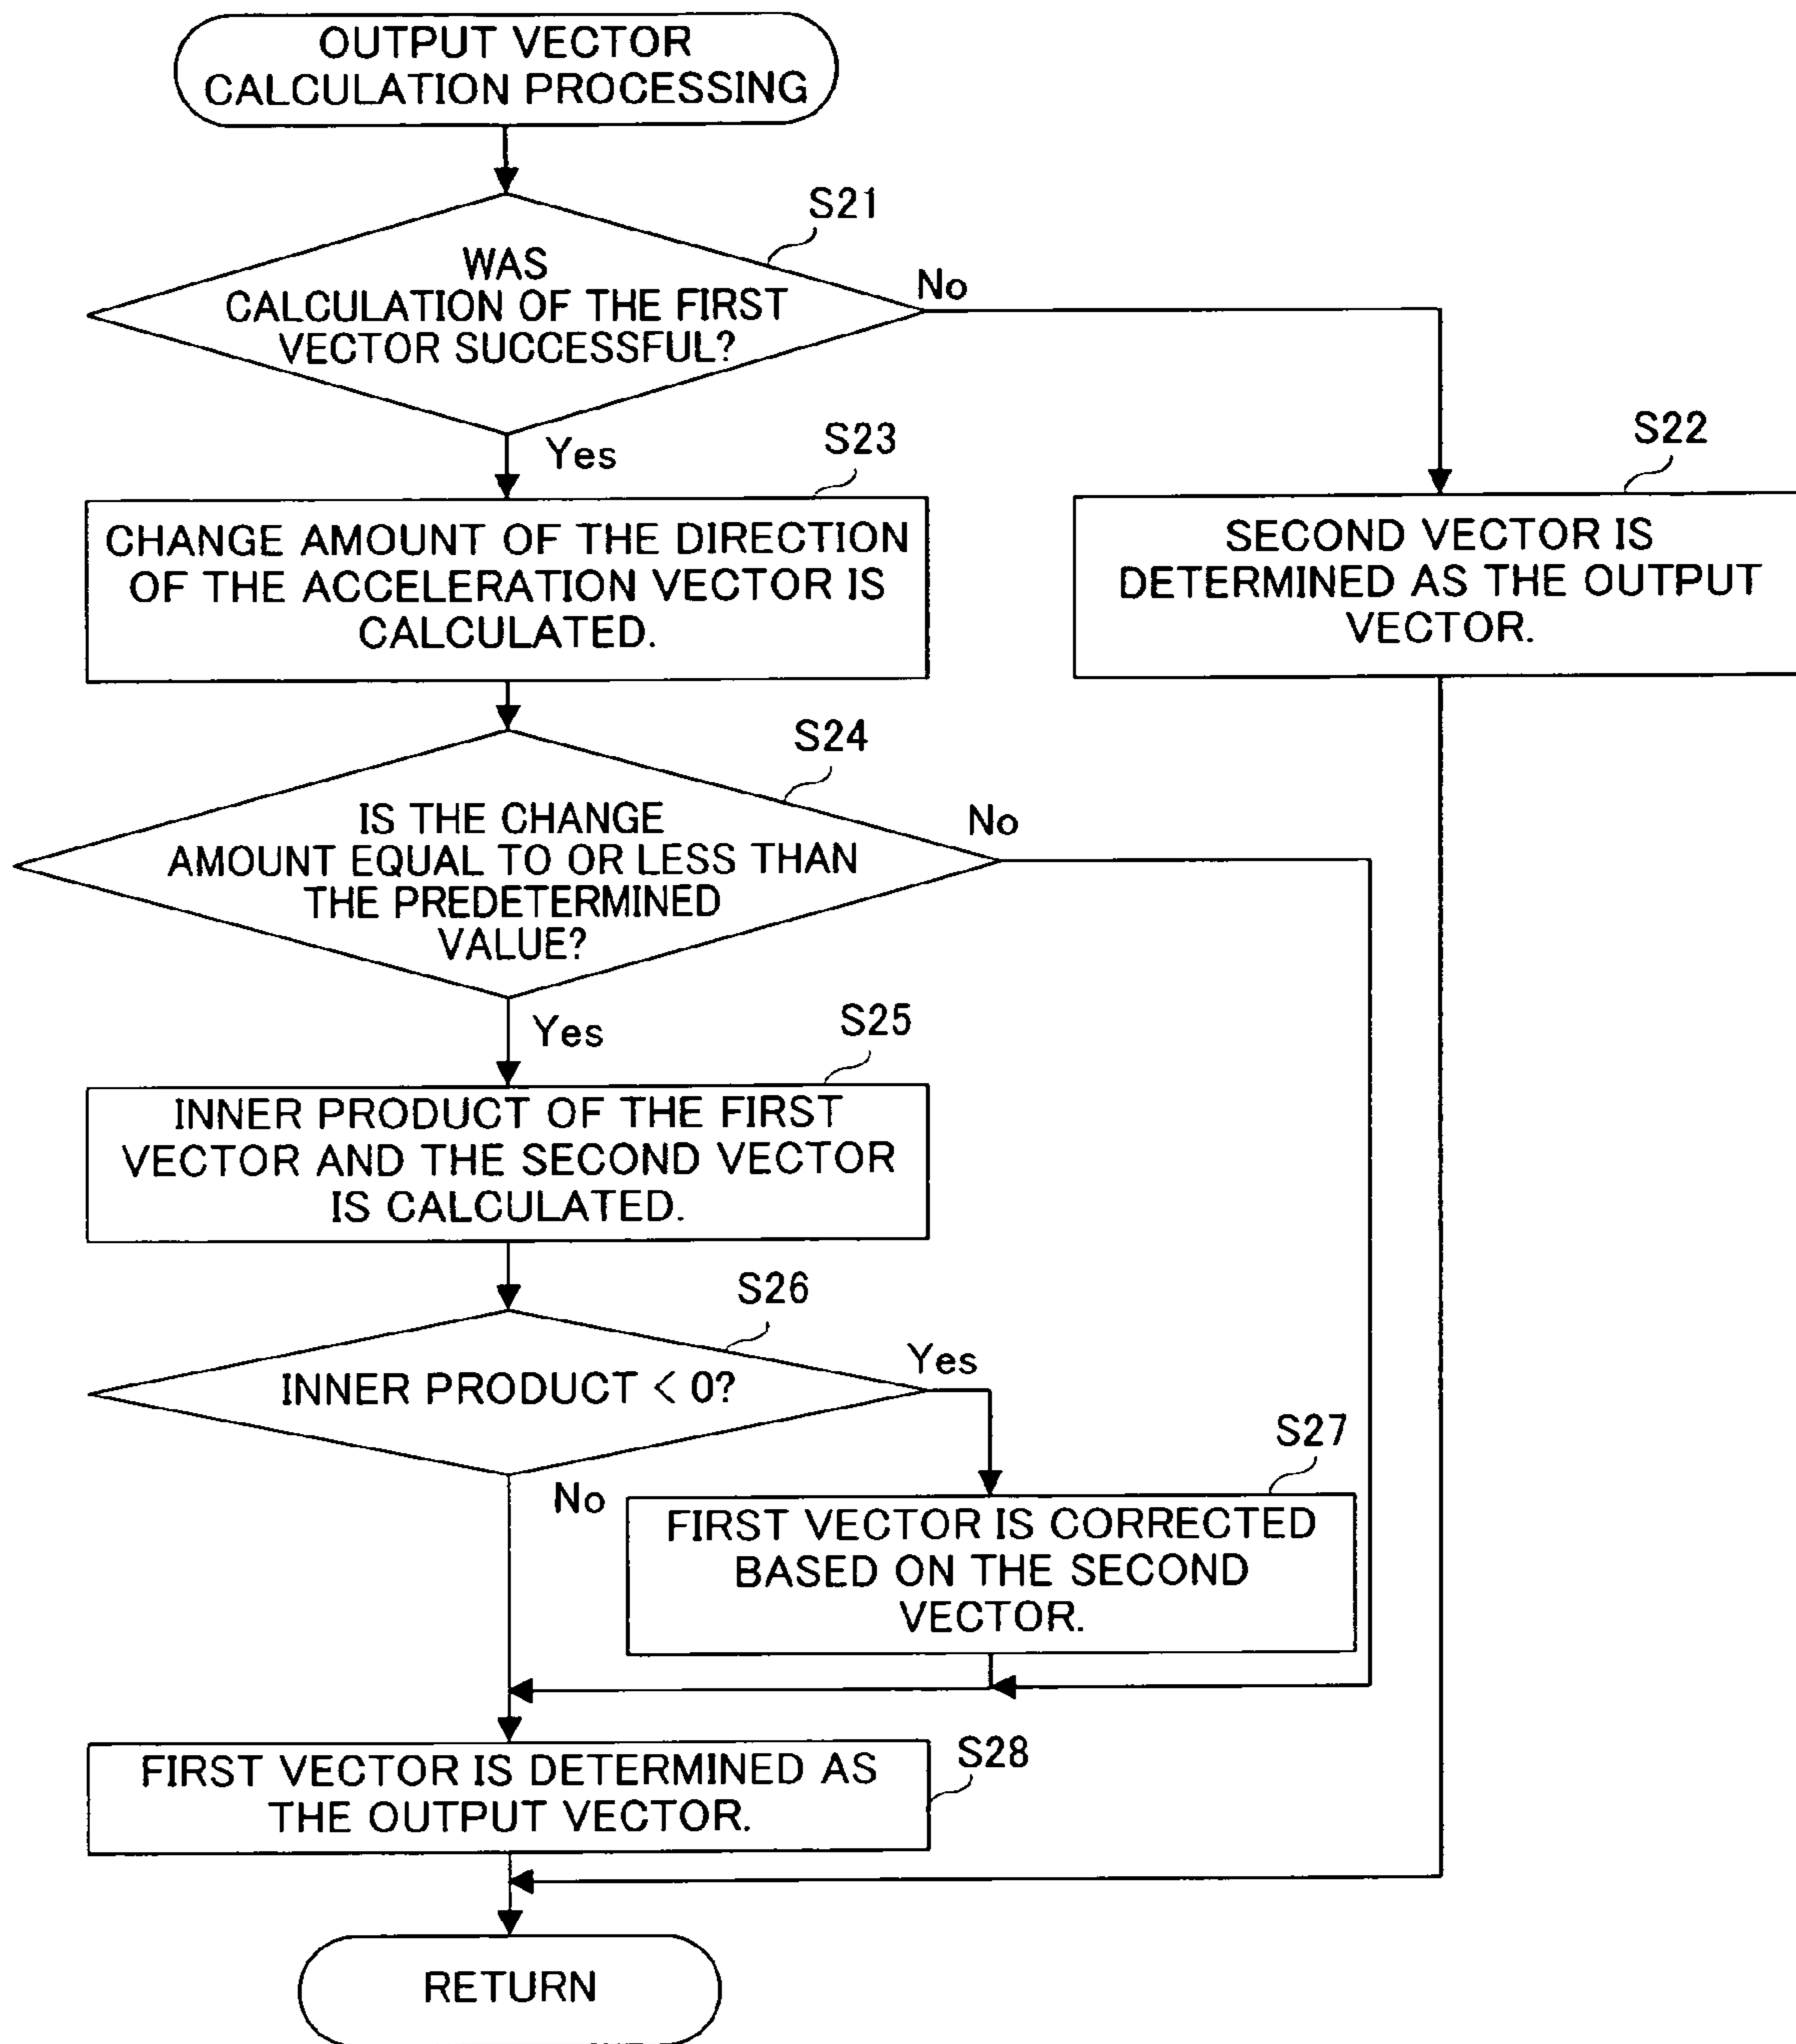 OUTPUT VECTOR
CALCULATION PROCESSING
S21
WAS
CALCULATION OF THE FIRST
VECTOR SUCCESSFUL?
No
Yes
S22
SECOND VECTOR IS
DETERMINED AS THE OUTPUT
VECTOR.
S23
CHANGE AMOUNT OF THE DIRECTION
OF THE ACCELERATION VECTOR IS
CALCULATED.
S24
IS THE CHANGE
AMOUNT EQUAL TO OR LESS THAN
THE PREDETERMINED
VALUE?
No
Yes
S25
INNER PRODUCT OF THE FIRST
VECTOR AND THE SECOND VECTOR
IS CALCULATED.
S26
INNER PRODUCT < 0?
Yes
No
S27
FIRST VECTOR IS CORRECTED
BASED ON THE SECOND
VECTOR.
S28
FIRST VECTOR IS DETERMINED AS
THE OUTPUT VECTOR.
RETURN